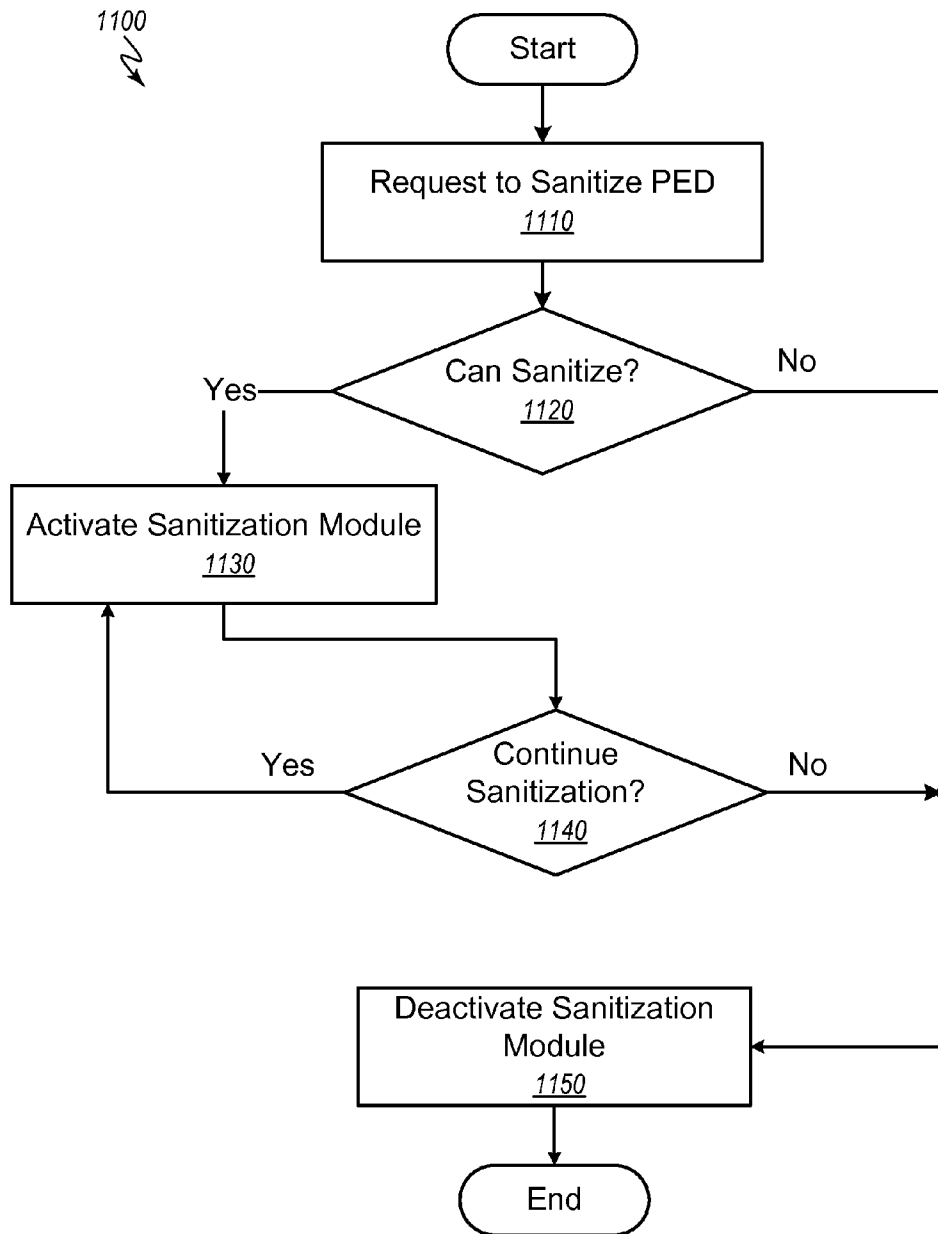 1100
Start
Request to Sanitize PED
1110
Can Sanitize?
1120
Yes
No
Activate Sanitization Module
1130
Continue
Sanitization?
1140
Yes
No
Deactivate Sanitization
Module
1150
End